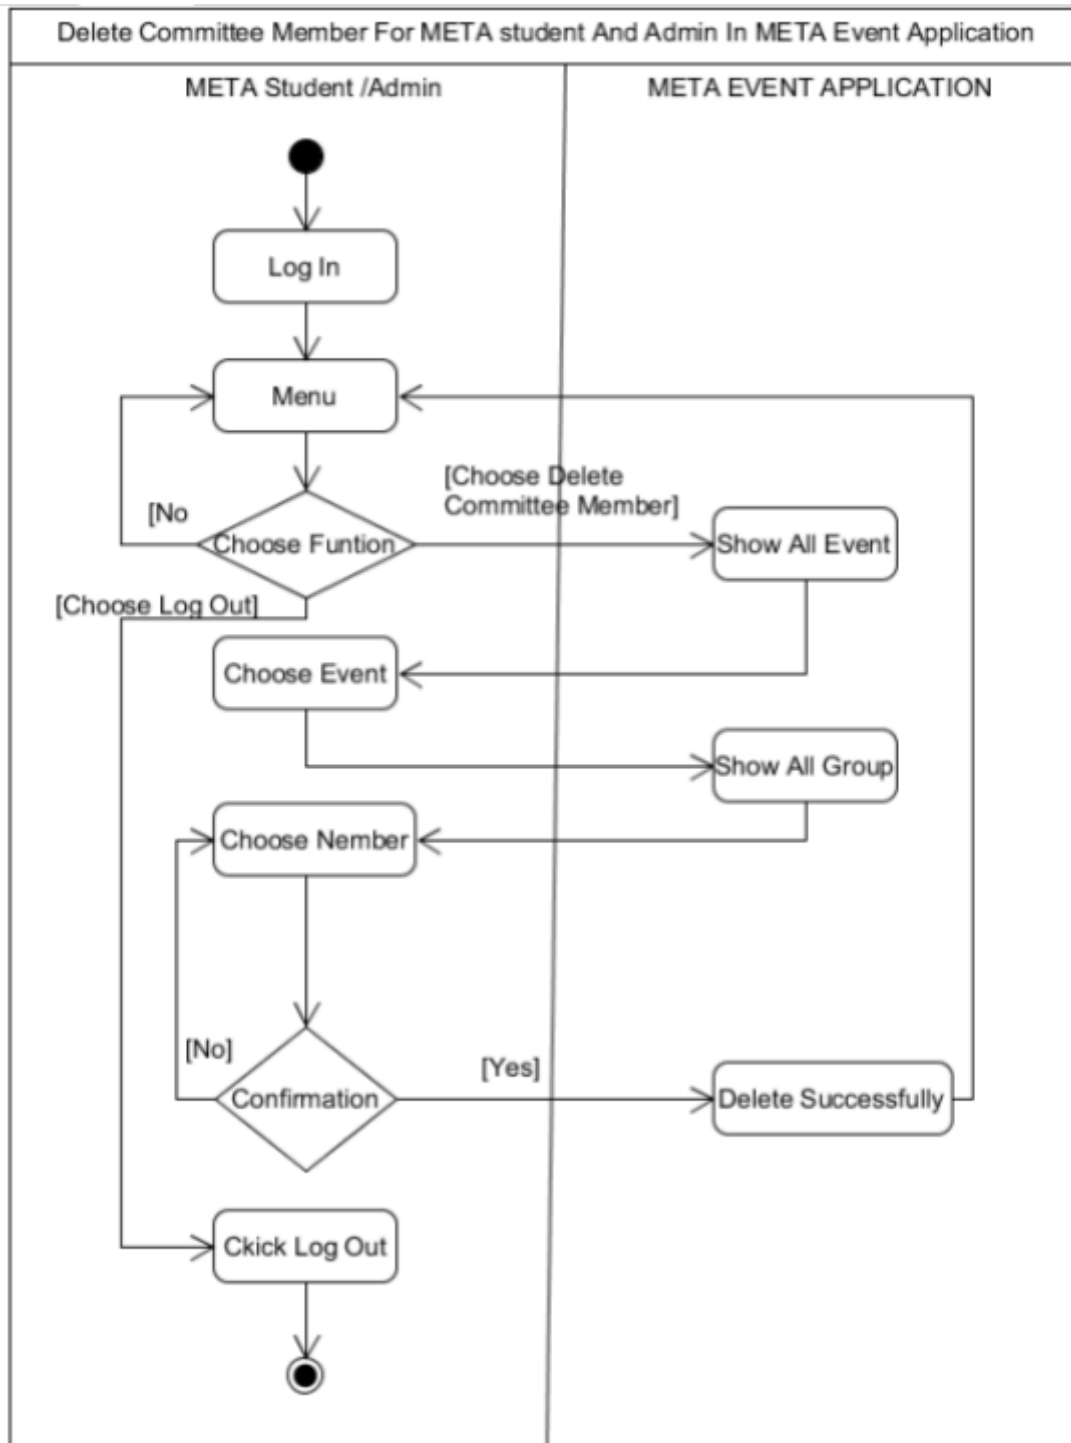 Delete Committee Member For META student And Admin In META Event Application
META Student /Admin
META EVENT APPLICATION
Log In
Menu
[Choose Delete
Committee Member]
[No
Choose Funtion
Show All Event
[Choose Log Out]
Choose Event
Show All Group
Choose Nember
[No]
[Yes]
Confirmation
Delete Successfully
Ckick Log Out